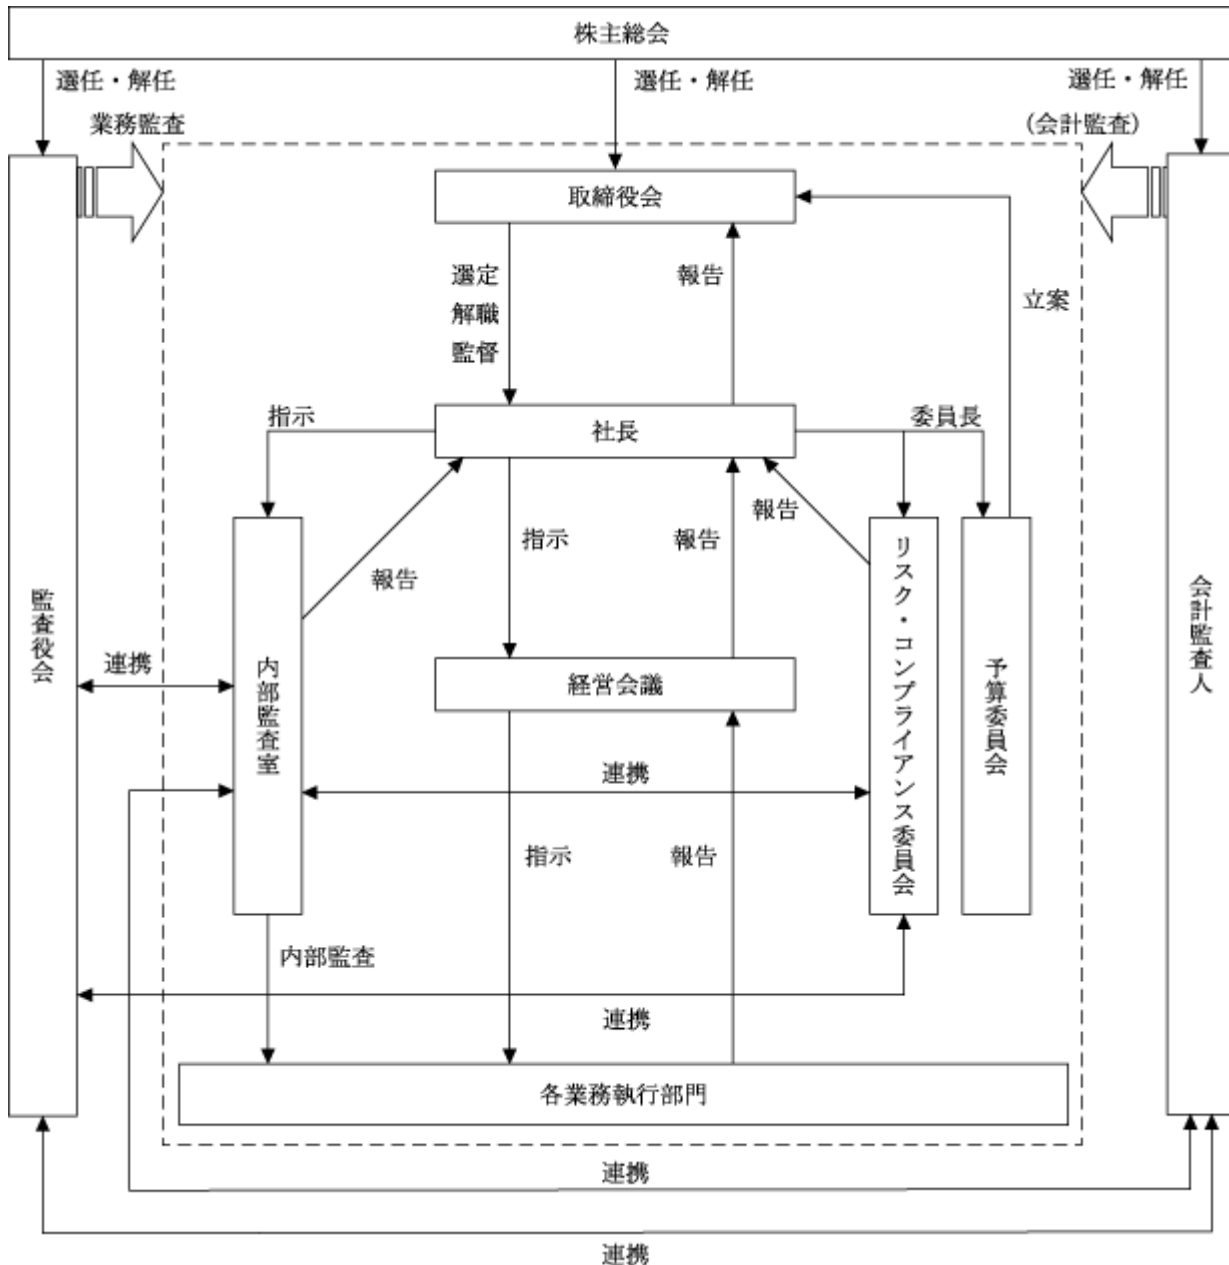 株主総会
選任・解任
選任・解任
選任・解任
業務監査
(会計監査)
取締役会
選定
解職
監督
報告
立案
指示
社長
委員長
報告
指示
報告
報告
監査役会
連携
内部監査室
経営会議
リスク・コンプライアンス委員会
予算委員会
会計監査人
連携
指示
報告
内部監査
連携
各業務執行部門
連携
連携